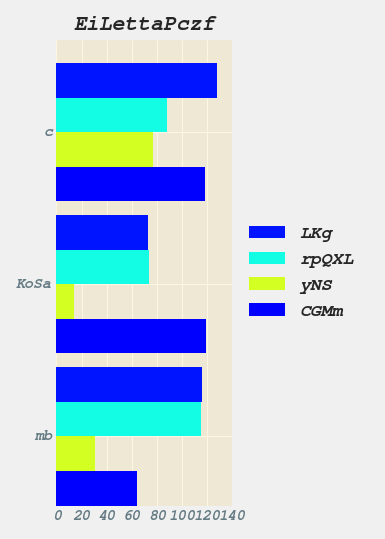 EiLettaPczf
c
KoSa
mb
LKg
rpQXL
yNS
CGMm
0 20 40 60 80 100 120 140